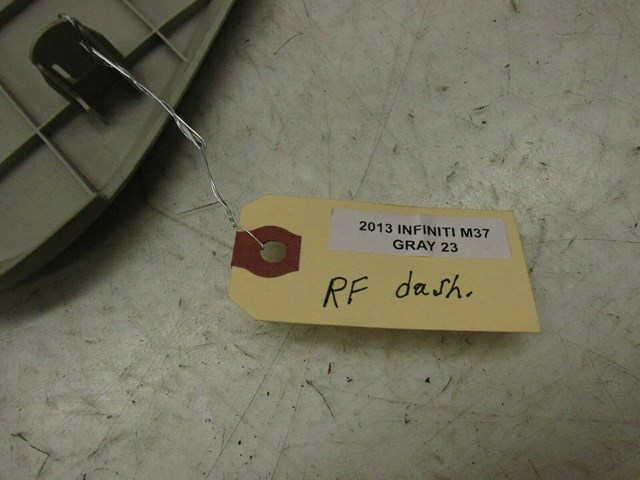 2013 INFINITI M37
GRAY 23
RF dash.